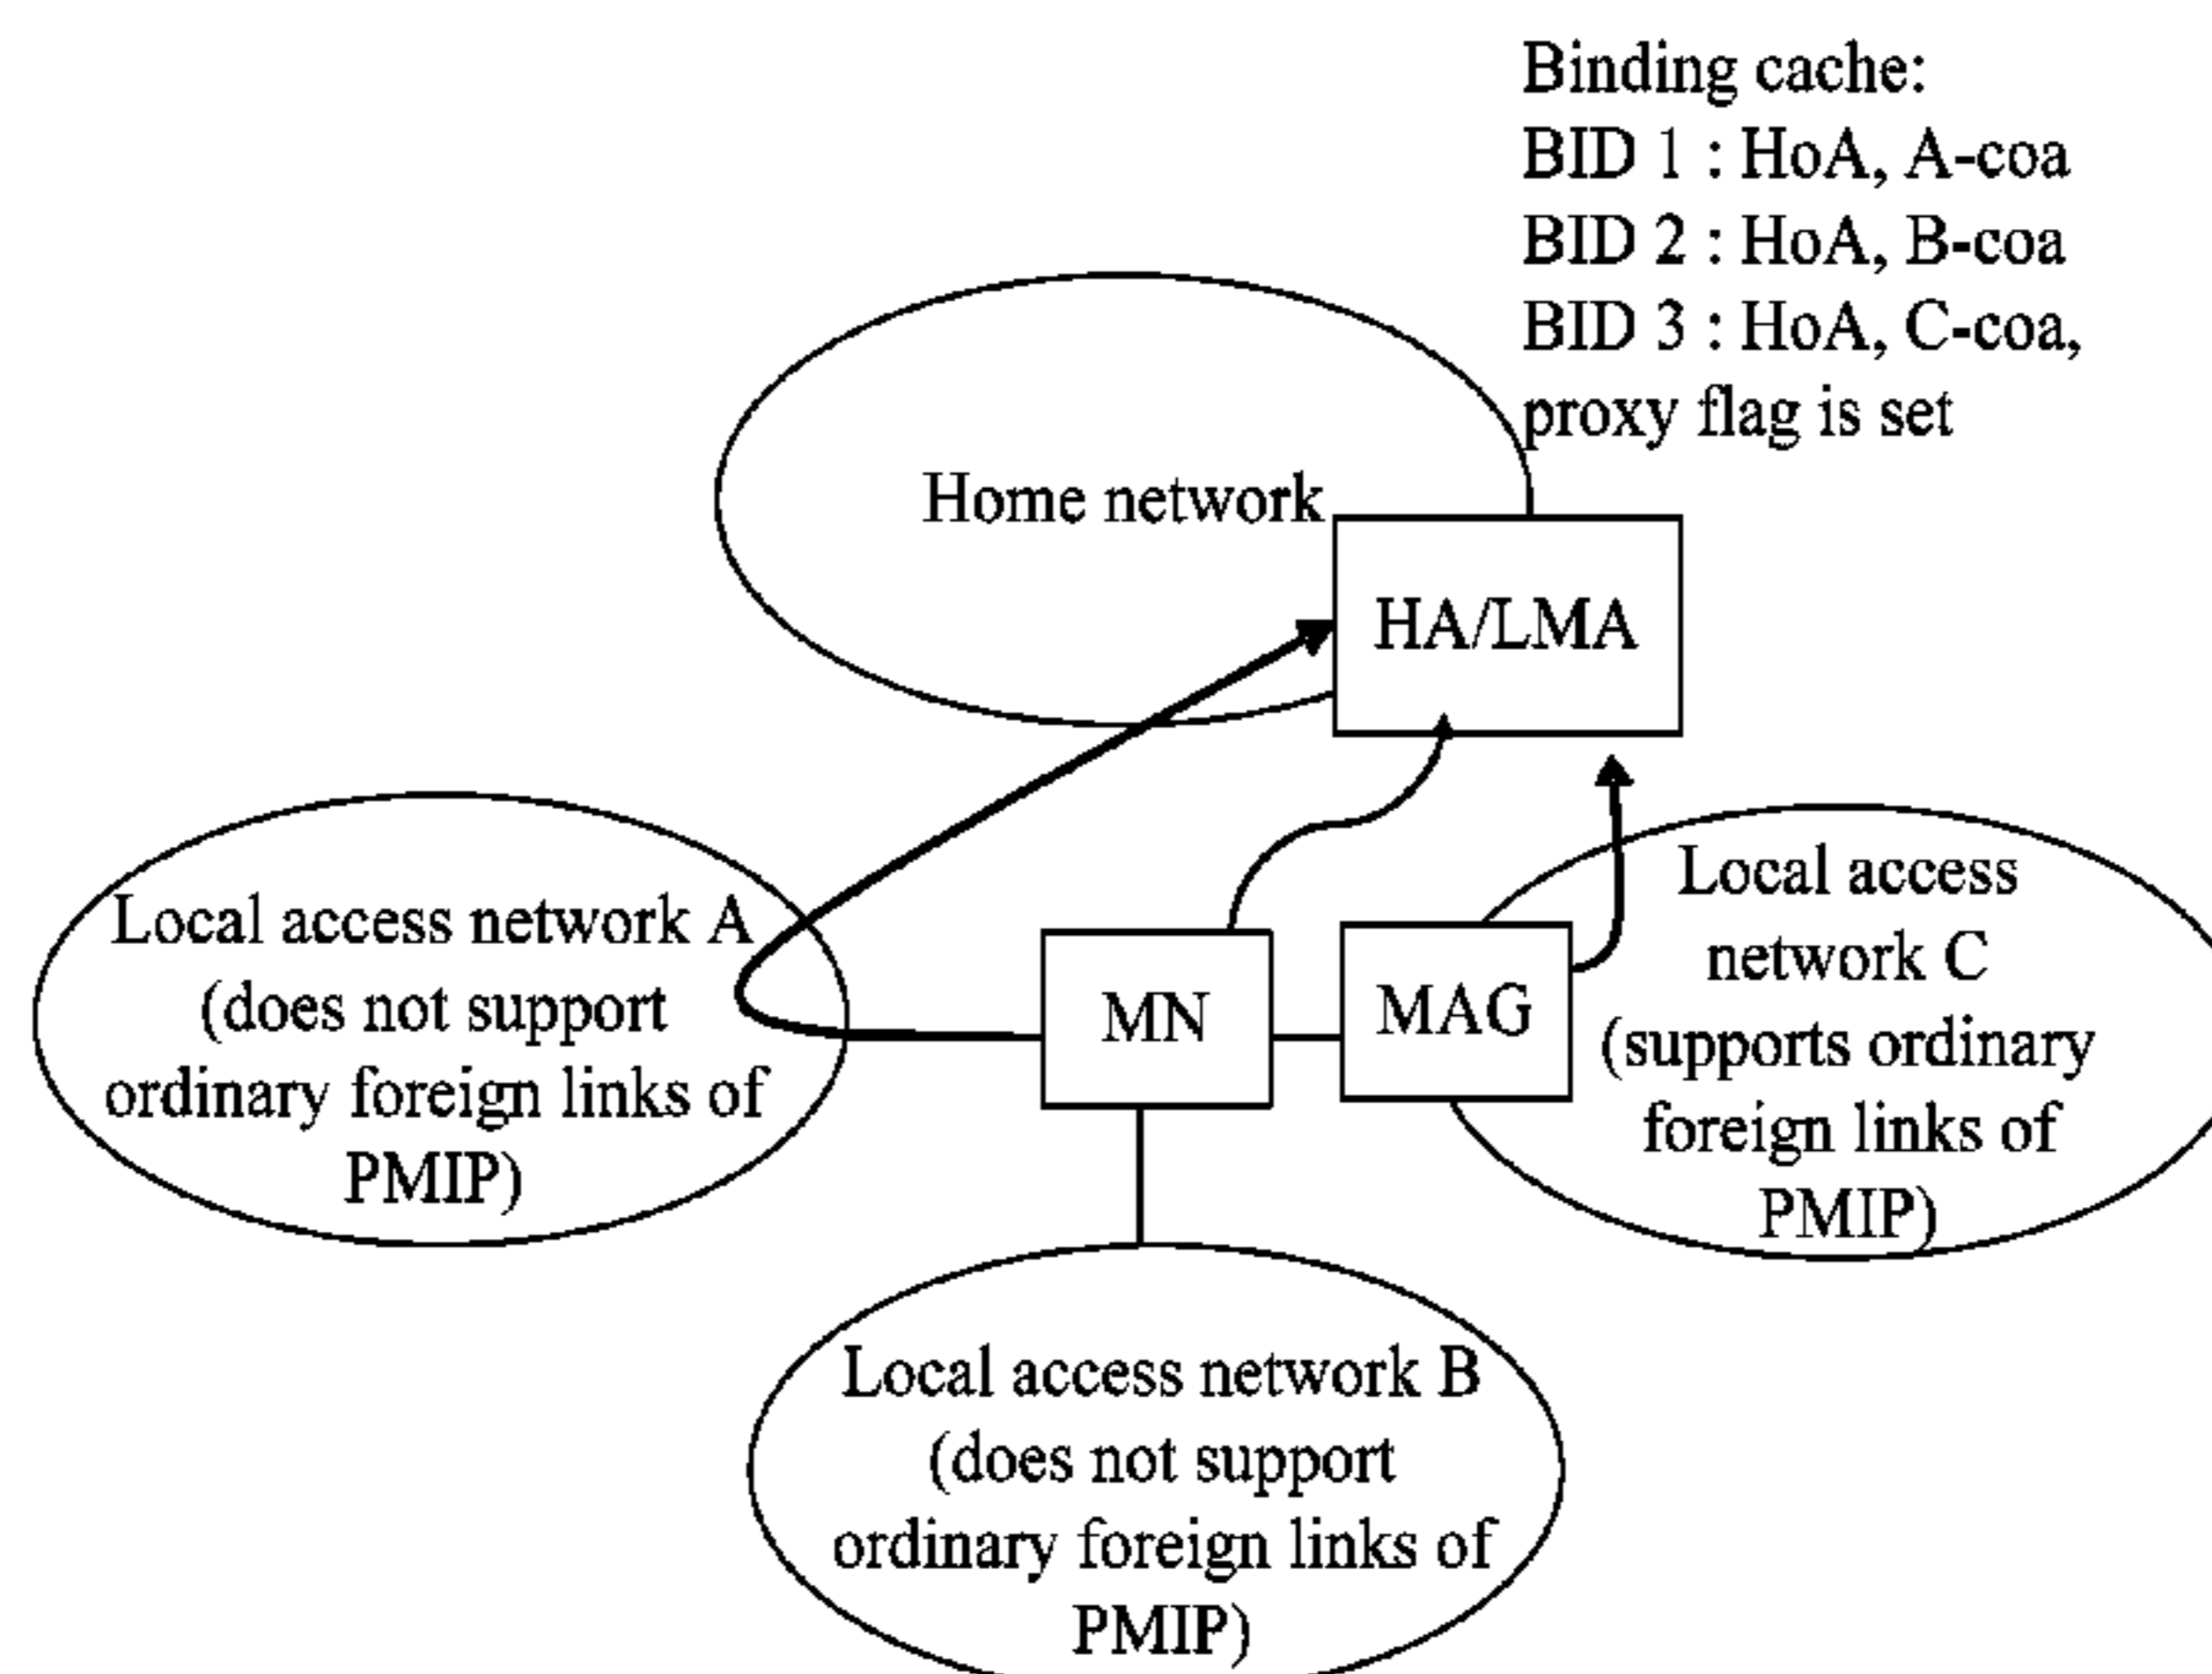 Binding cache:
BID 1 : HoA, A-coa
BID 2 : HoA, B-coa
BID 3 : HoA, C-coa,
proxy flag is set
Home network
HA/LMA
Local access network A
(does not support
ordinary foreign links of
PMIP)
MN
MAG
Local access
network C
(supports ordinary
foreign links of
PMIP)
Local access network B
(does not support
ordinary foreign links of
PMIP)